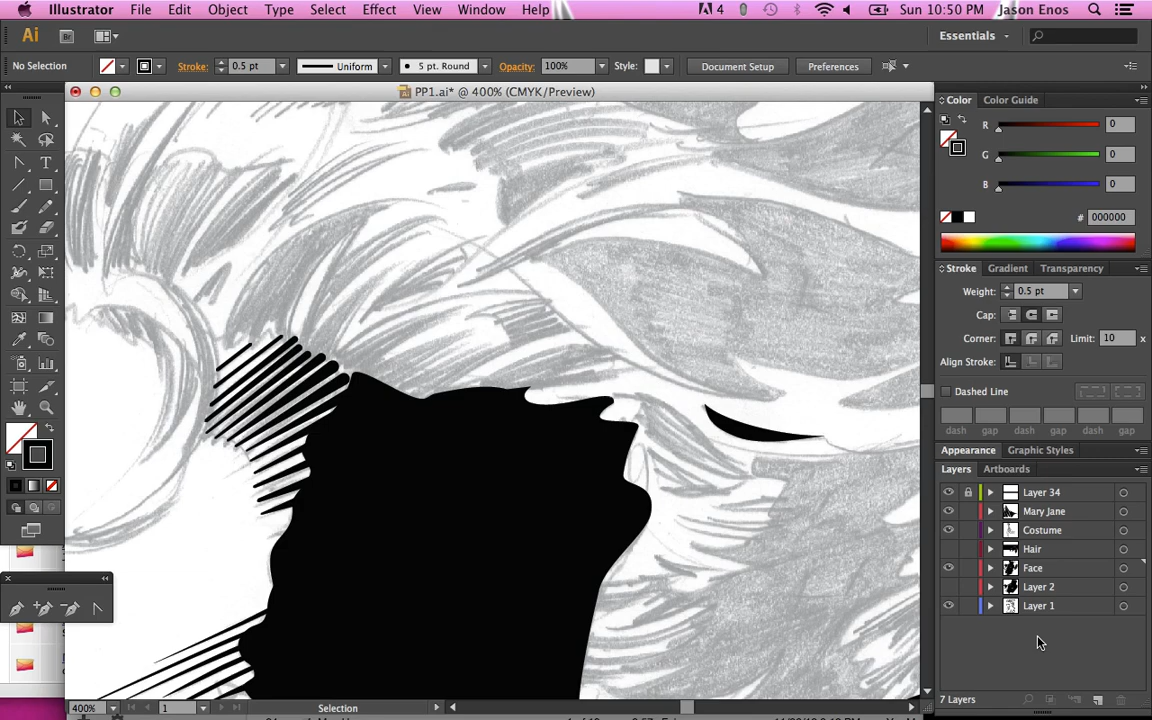 Illustrator File Edit Object Type Select Effect View Window Help 4 Sun 10:50 PM Jason Enos
Ai Br Essentials
No Selection Stroke: 0.5 pt Uniform 5 pt. Round Opacity: 100% Style: Document Setup Preferences
PP1.ai* @ 400% (CMYK/Preview)
Color Color Guide
R 0
G 0
B 0
# 000000
Stroke Gradient Transparency
Weight: 0.5 pt
Cap:
Corner: Limit: 10 x
Align Stroke:
Dashed Line
dash gap dash gap dash gap
Appearance Graphic Styles
Layers Artboards
Layer 34
Mary Jane
Costume
Hair
Face
Layer 2
Layer 1
7 Layers
400% 1 Selection